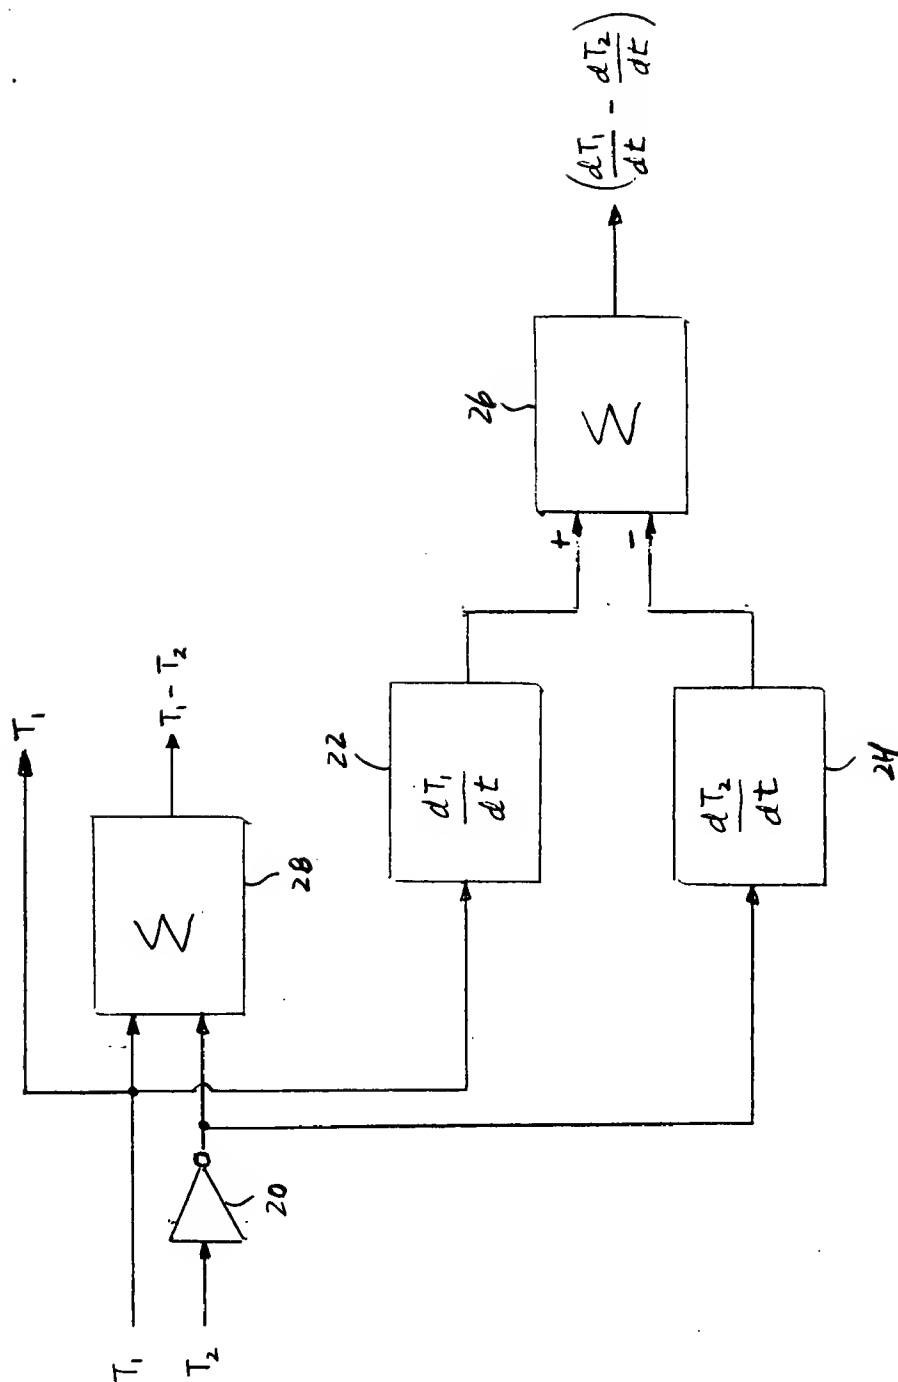 T₁
T₂
20
T₁
Σ
28
T₁ - T₂
dT₁
dt
22
dT₂
dt
24
+
-
Σ
26
(dT₁/dt - dT₂/dt)